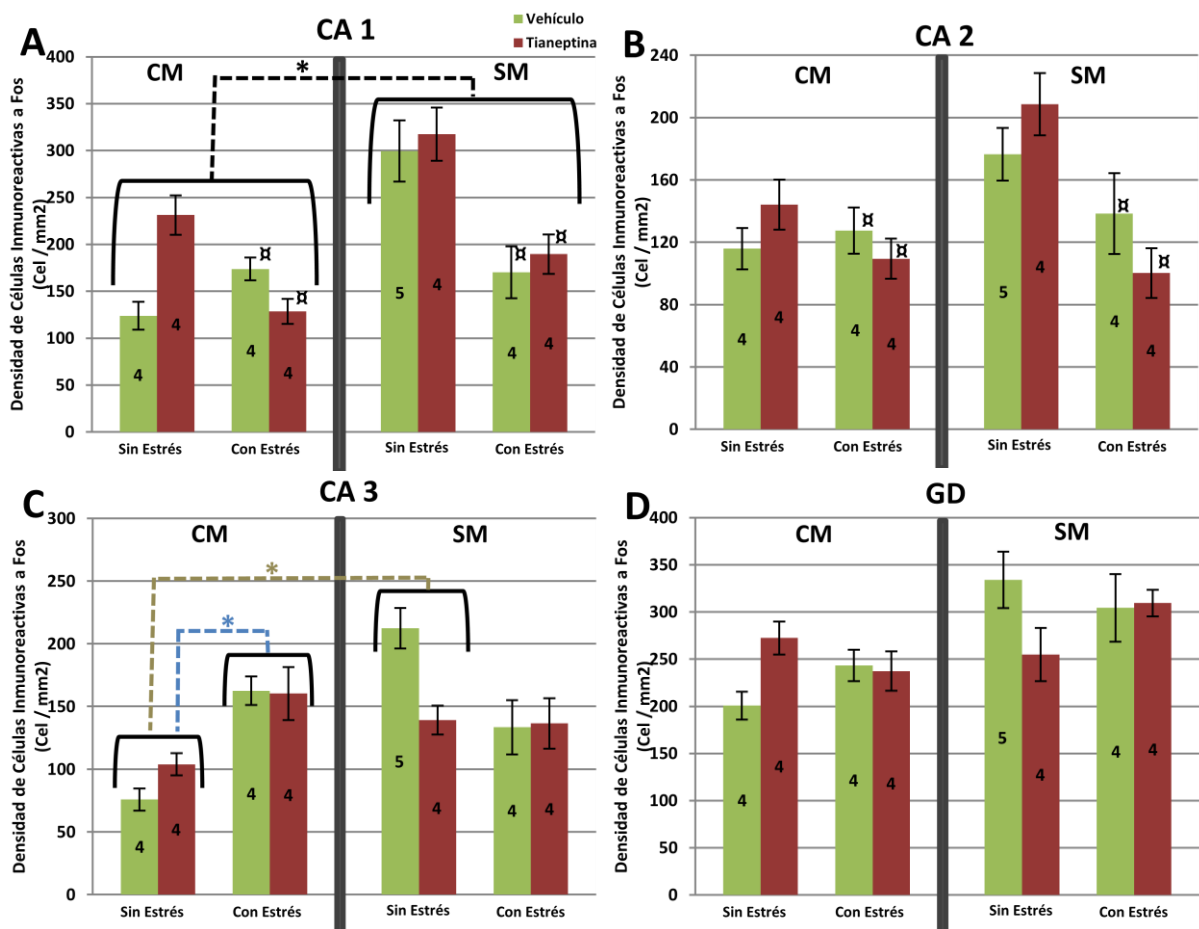 A
CA 1
Vehículo
Tianeptina
CM
*
SM
Densidad de Células Inmunoreactivas a Fos
(Cel / mm2)
400
350
300
250
200
150
100
50
0
4
4
¤
4
¤
4
5
4
¤
4
¤
4
Sin Estrés
Con Estrés
Sin Estrés
Con Estrés
B
CA 2
CM
SM
Densidad de Células Inmunoreactivas a Fos
(Cel / mm2)
240
200
160
120
80
40
0
4
4
¤
4
¤
4
5
4
¤
4
¤
4
Sin Estrés
Con Estrés
Sin Estrés
Con Estrés
C
CA 3
CM
SM
*
*
Densidad de Células Inmunoreactivas a Fos
(Cel / mm2)
300
250
200
150
100
50
0
4
4
4
4
5
4
4
4
Sin Estrés
Con Estrés
Sin Estrés
Con Estrés
D
GD
CM
SM
Densidad de Células Inmunoreactivas a Fos
(Cel / mm2)
400
350
300
250
200
150
100
50
0
4
4
4
4
5
4
4
4
Sin Estrés
Con Estrés
Sin Estrés
Con Estrés